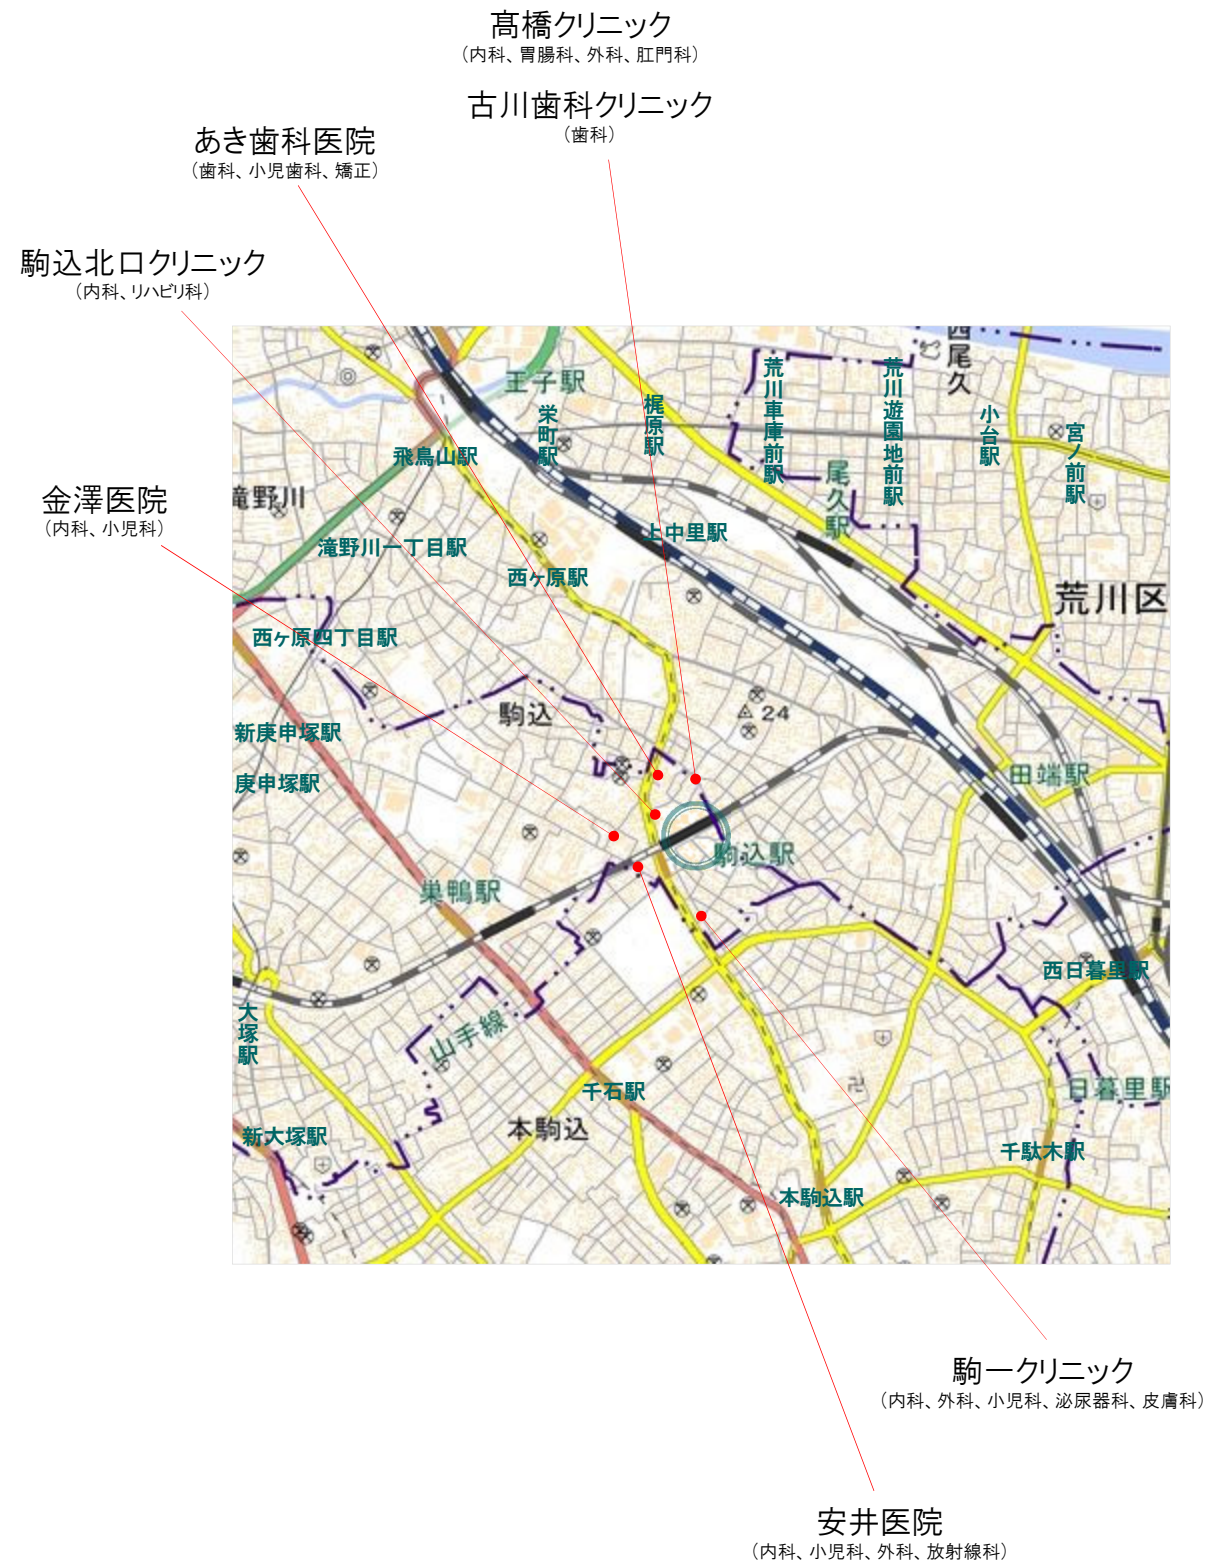 髙橋クリニック
（内科、胃腸科、外科、肛門科）
古川歯科クリニック
（歯科）
あき歯科医院
（歯科、小児歯科、矯正）
駒込北口クリニック
（内科、リハビリ科）
金澤医院
（内科、小児科）
西尾久
王子駅
栄町駅
梶原駅
荒川車庫前駅
荒川遊園地前駅
小台駅
宮ノ前駅
飛鳥山駅
尾久駅
滝野川
滝野川一丁目駅
上中里駅
西ヶ原駅
荒川区
西ヶ原四丁目駅
駒込
24
新庚申塚駅
庚申塚駅
田端駅
駒込駅
巣鴨駅
西日暮里駅
大塚駅
山手線
千石駅
日暮里駅
本駒込
新大塚駅
千駄木駅
本駒込駅
駒一クリニック
（内科、外科、小児科、泌尿器科、皮膚科）
安井医院
（内科、小児科、外科、放射線科）